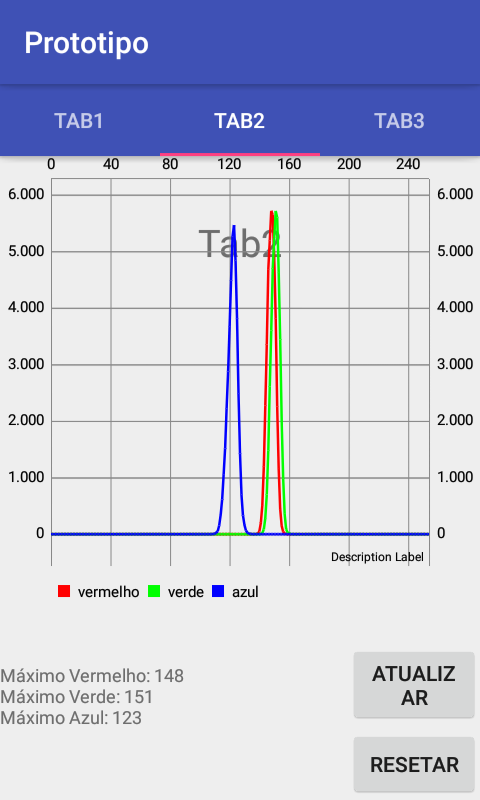 Prototipo
TAB1 TAB2 TAB3
0 40 80 120 160 200 240
6.000 6.000
Tab2
5.000 5.000
4.000 4.000
3.000 3.000
2.000 2.000
1.000 1.000
0 0
Description Label
vermelho verde azul
Máximo Vermelho: 148
Máximo Verde: 151
Máximo Azul: 123
ATUALIZ
AR
RESETAR